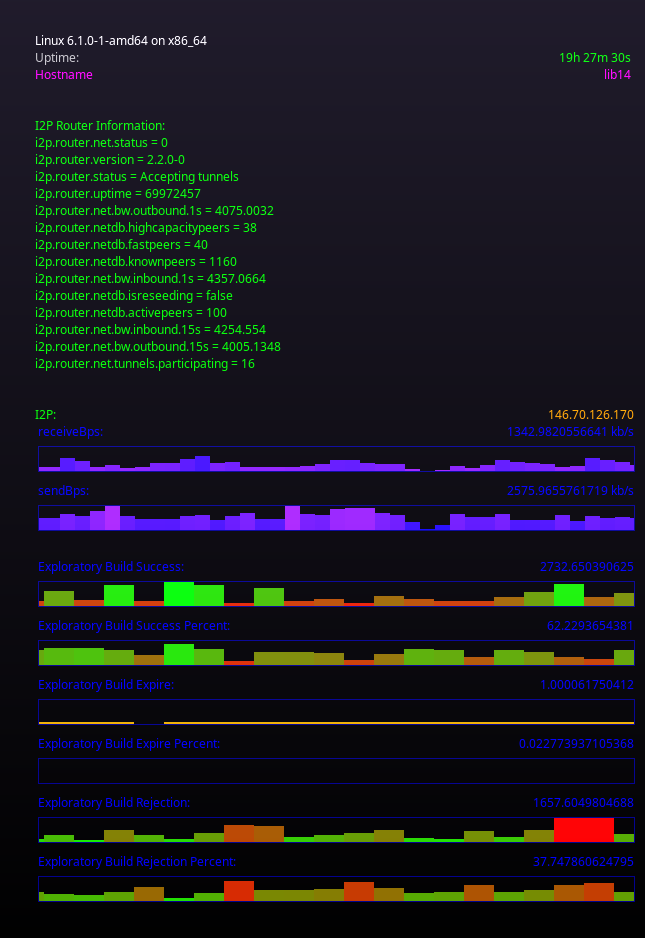 Linux 6.1.0-1-amd64 on x86_64
Uptime: 19h 27m 30s
Hostname lib14
I2P Router Information:
i2p.router.net.status = 0
i2p.router.version = 2.2.0-0
i2p.router.status = Accepting tunnels
i2p.router.uptime = 69972457
i2p.router.net.bw.outbound.1s = 4075.0032
i2p.router.netdb.highcapacitypeers = 38
i2p.router.netdb.fastpeers = 40
i2p.router.netdb.knownpeers = 1160
i2p.router.net.bw.inbound.1s = 4357.0664
i2p.router.netdb.isreseeding = false
i2p.router.netdb.activepeers = 100
i2p.router.net.bw.inbound.15s = 4254.554
i2p.router.net.bw.outbound.15s = 4005.1348
i2p.router.net.tunnels.participating = 16
I2P: 146.70.126.170
receiveBps: 1342.9820556641 kb/s
sendBps: 2575.9655761719 kb/s
Exploratory Build Success: 2732.650390625
Exploratory Build Success Percent: 62.2293654381
Exploratory Build Expire: 1.000061750412
Exploratory Build Expire Percent: 0.022773937105368
Exploratory Build Rejection: 1657.6049804688
Exploratory Build Rejection Percent: 37.747860624795